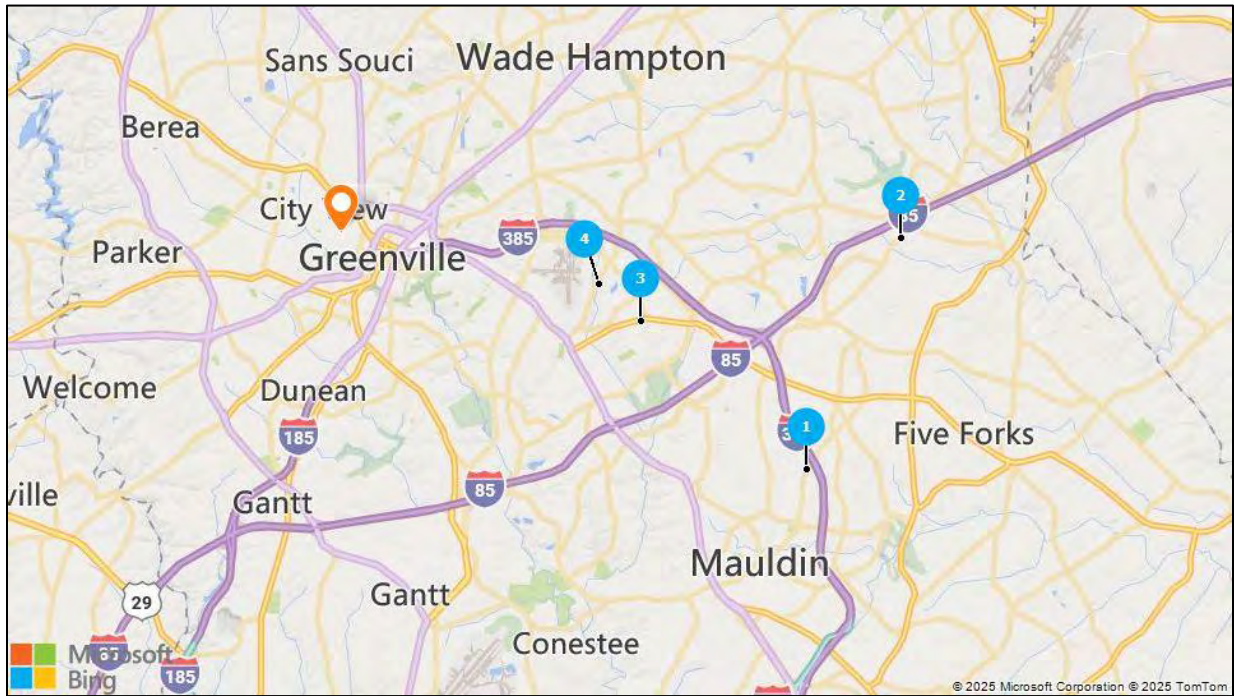 Sans Souci
Wade Hampton
Berea
City View
2
85
385
4
Parker
Greenville
3
85
Welcome
Dunean
1
185
Five Forks
ville
85
Gantt
Mauldin
29
Gantt
Conestee
Microsoft
Bing
185
© 2025 Microsoft Corporation © 2025 TomTom